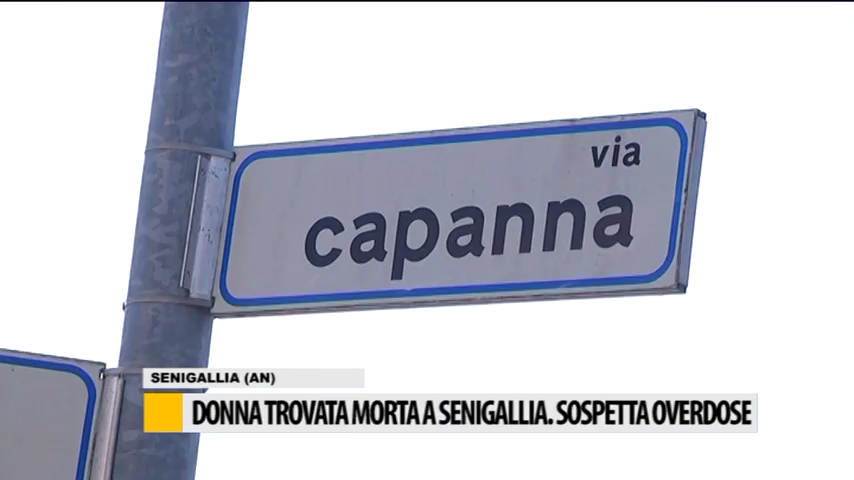 via
capanna
SENIGALLIA (AN)
DONNA TROVATA MORTA A SENIGALLIA. SOSPETTA OVERDOSE